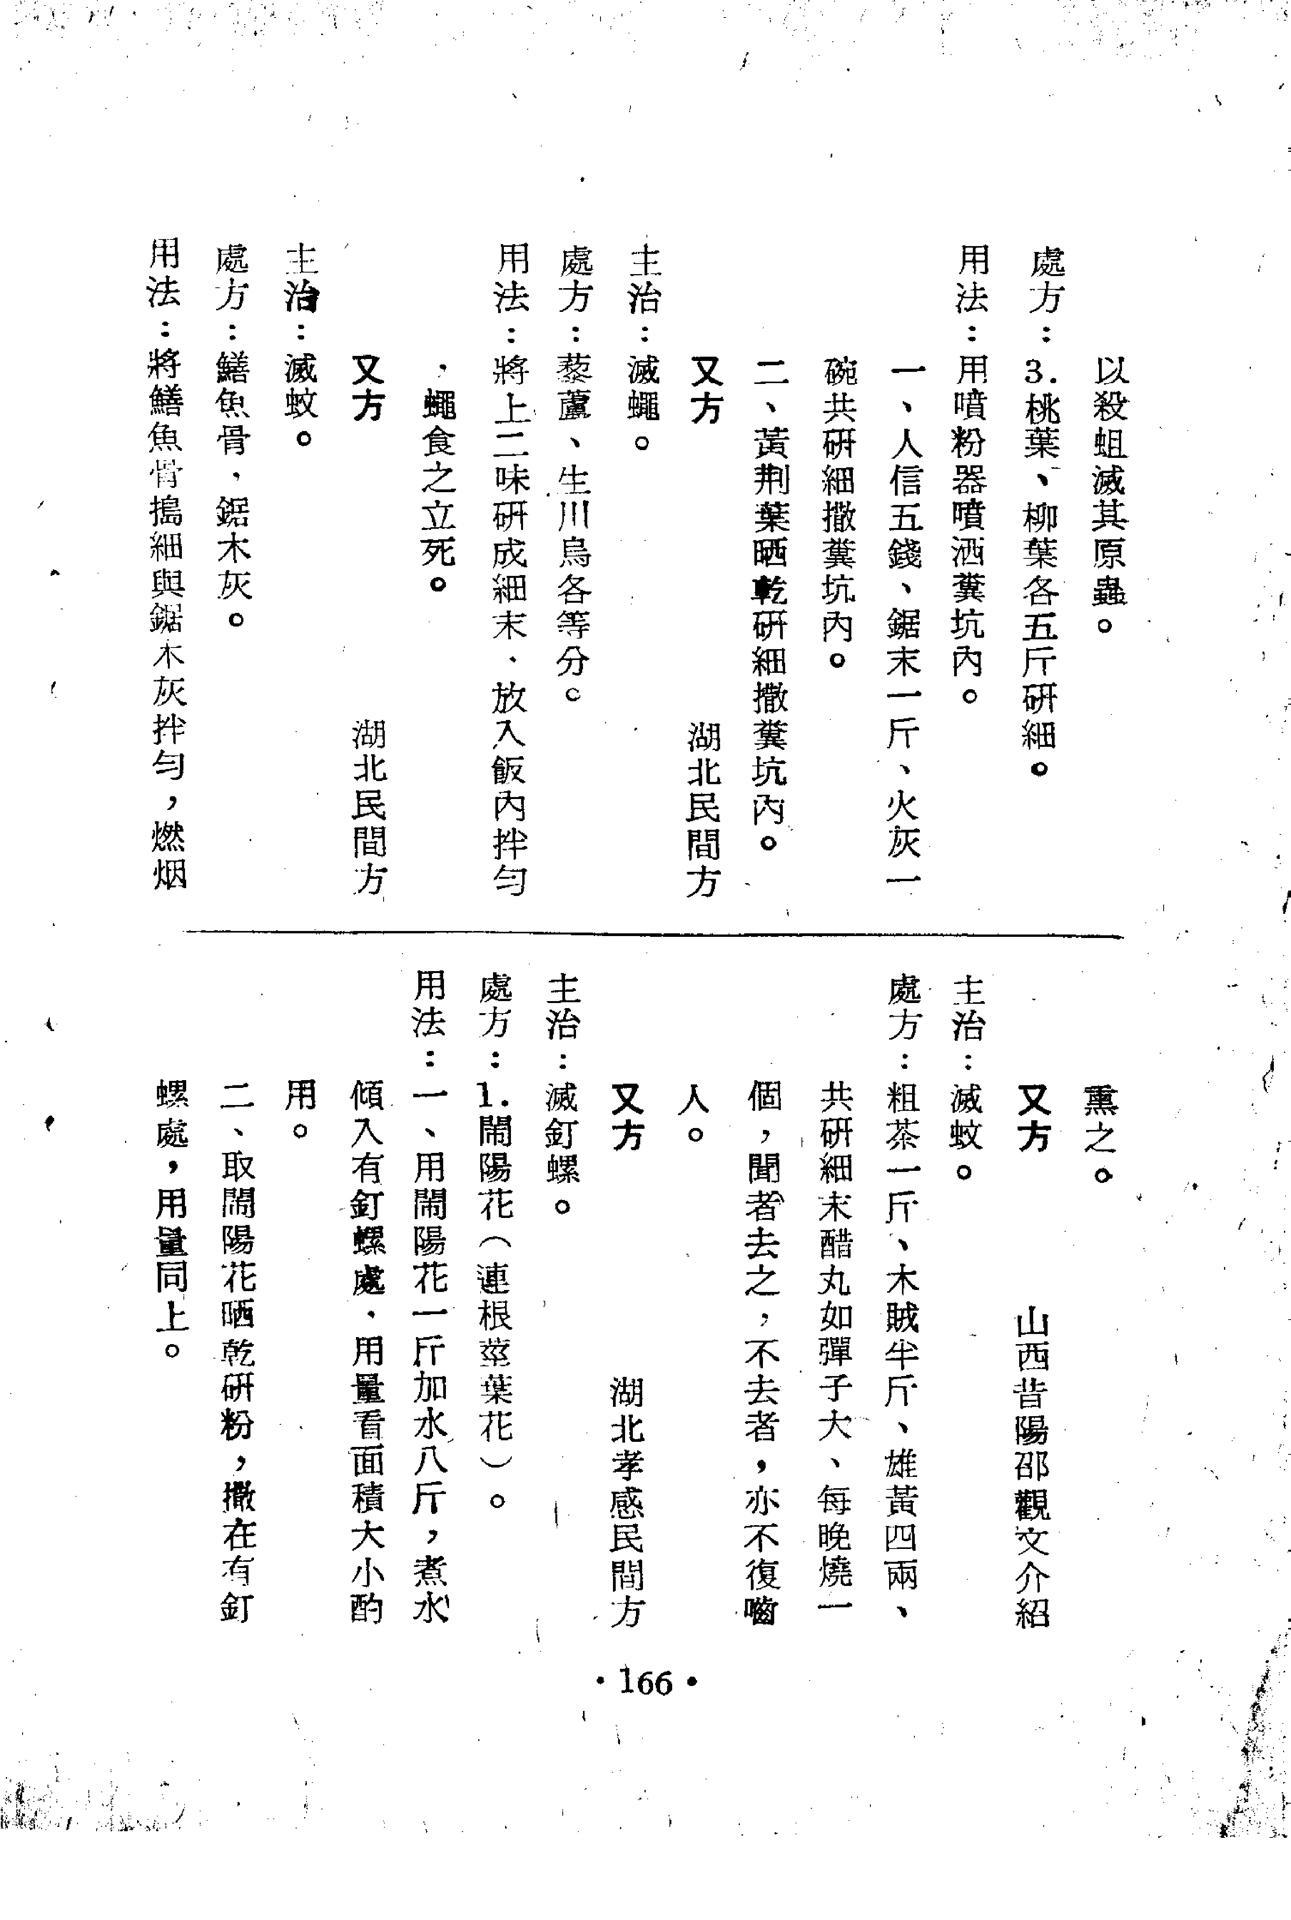 以殺蛆滅其原蟲。
處方：3.桃葉、柳葉各五斤研細。
用法：用噴粉器噴洒糞坑內。
一、人信五錢、鋸末一斤、火灰一
碗共研細撒糞坑內。
二、黃荆葉晒乾研細撒糞坑內。
又方　湖北民間方
主治：滅蠅。
處方：藜蘆、生川烏各等分。
用法：將上二味研成細末、放入飯內拌勻
，蠅食之立死。
又方　湖北民間方
主治：滅蚊。
處方：鱔魚骨，鋸木灰。
用法：將鱔魚骨搗細與鋸木灰拌勻，燃烟
熏之。
又方　山西昔陽邵觀文介紹
主治：滅蚊。
處方：粗茶一斤、木賊半斤、雄黃四兩、
共研細末醋丸如彈子大、每晚燒一
個，聞者去之，不去者，亦不復嚙
人。
又方　湖北孝感民間方
主治：滅釘螺。
處方：1.鬧陽花（連根莖葉花）。
用法：一、用鬧陽花一斤加水八斤，煮水
傾入有釘螺處、用量看面積大小酌
用。
二、取鬧陽花晒乾研粉，撒在有釘
螺處，用量同上。
·166·